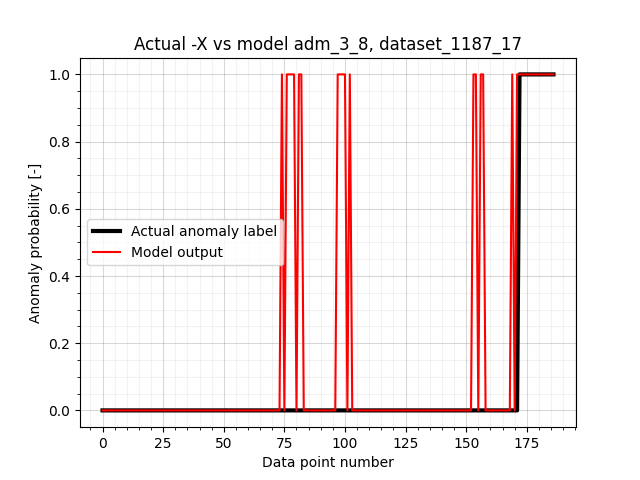 Actual -X vs model adm_3_8, dataset_1187_17
Anomaly probability [-]
1.0
0.8
0.6
0.4
0.2
0.0
Actual anomaly label
Model output
0 25 50 75 100 125 150 175
Data point number